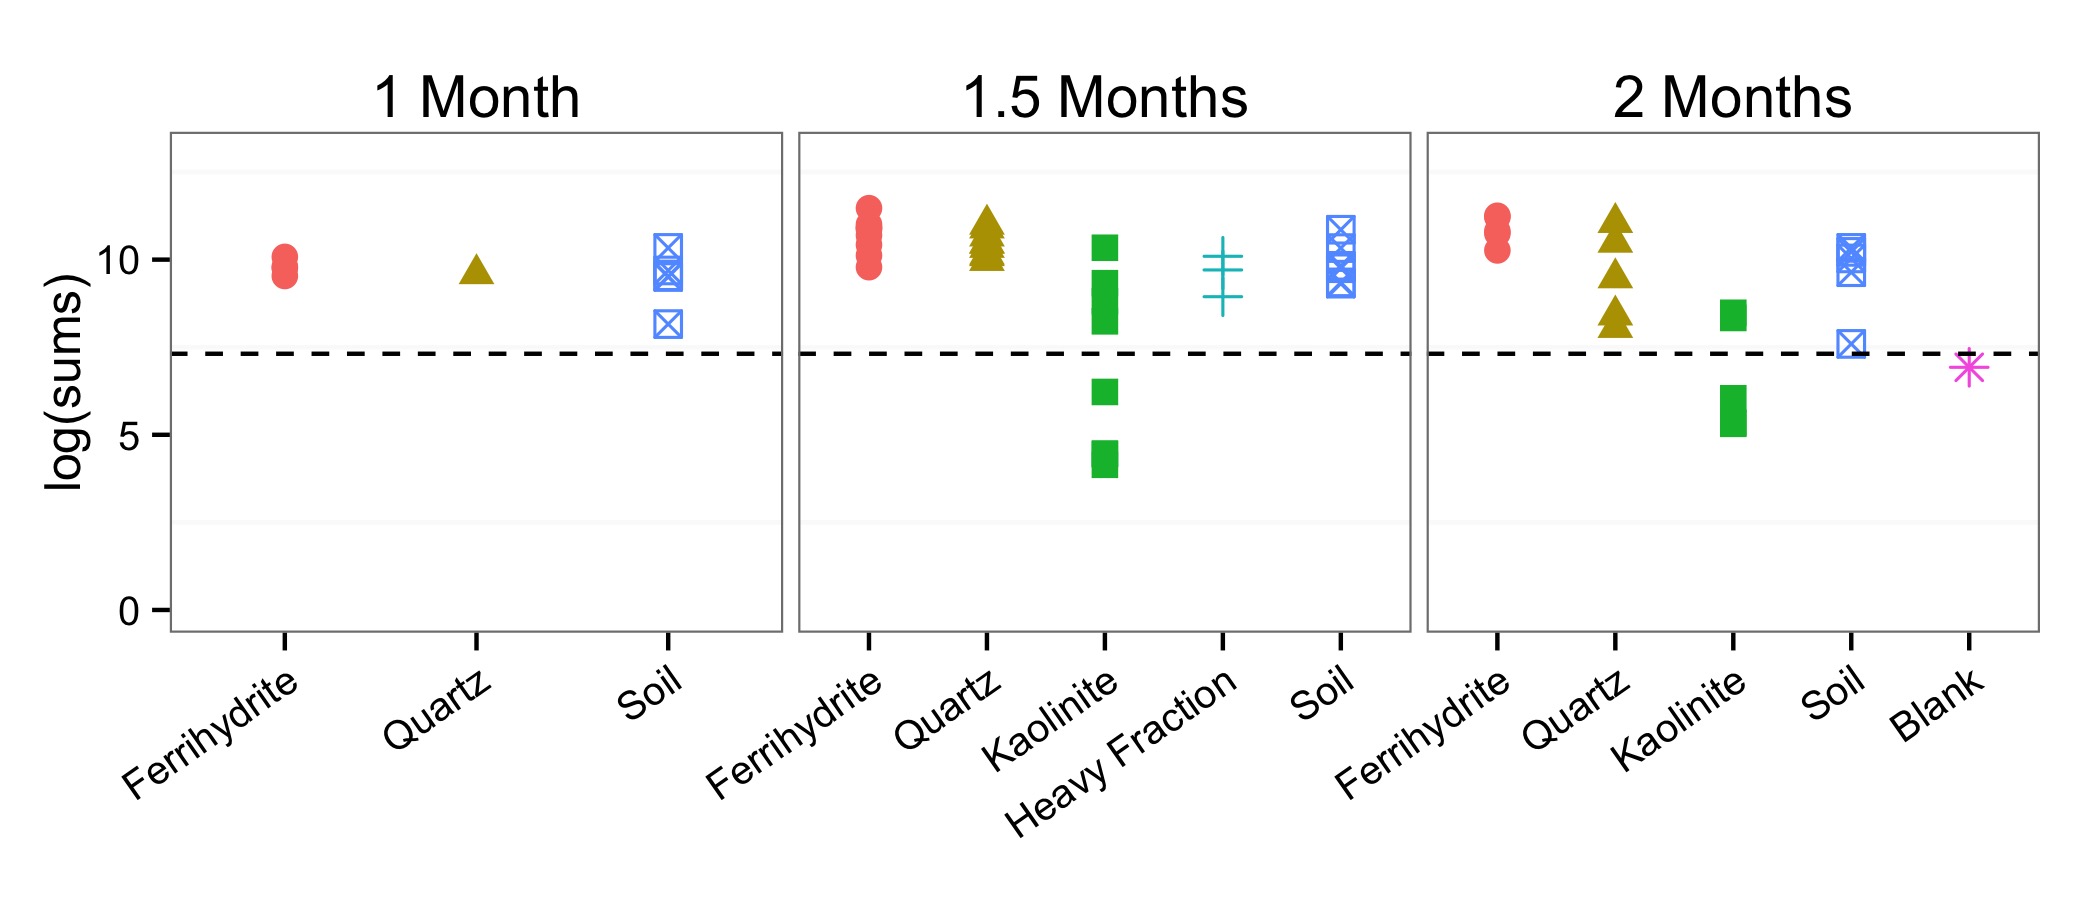 1 Month
1.5 Months
2 Months
log(sums)
10
5
0
Ferrihydrite
Quartz
Soil
Ferrihydrite
Quartz
Kaolinite
Heavy Fraction
Soil
Ferrihydrite
Quartz
Kaolinite
Soil
Blank